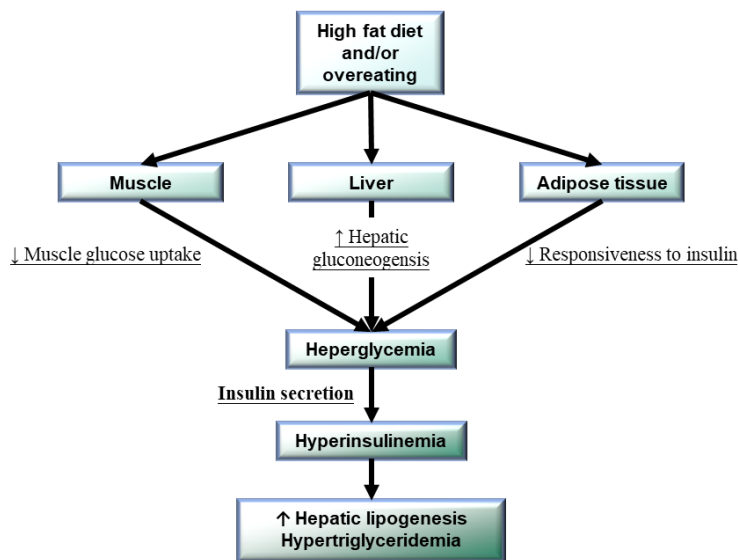 High fat diet
and/or
overeating
Muscle
Liver
Adipose tissue
↓ Muscle glucose uptake
↑ Hepatic
gluconeogensis
↓ Responsiveness to insulin
Heperglycemia
Insulin secretion
Hyperinsulinemia
↑ Hepatic lipogenesis
Hypertriglyceridemia